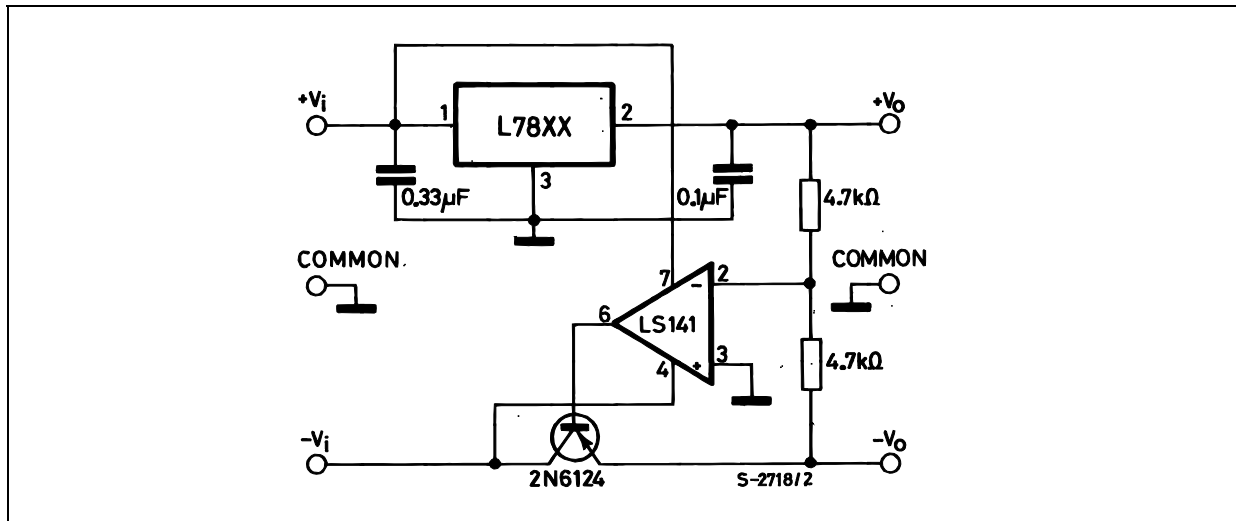 +Vi
1
L78XX
2
+Vo
3
0.33µF
0.1µF
4.7kΩ
COMMON
COMMON
7
2
-
6
LS141
3
+
4
4.7kΩ
-Vi
-Vo
2N6124
S-2718/2